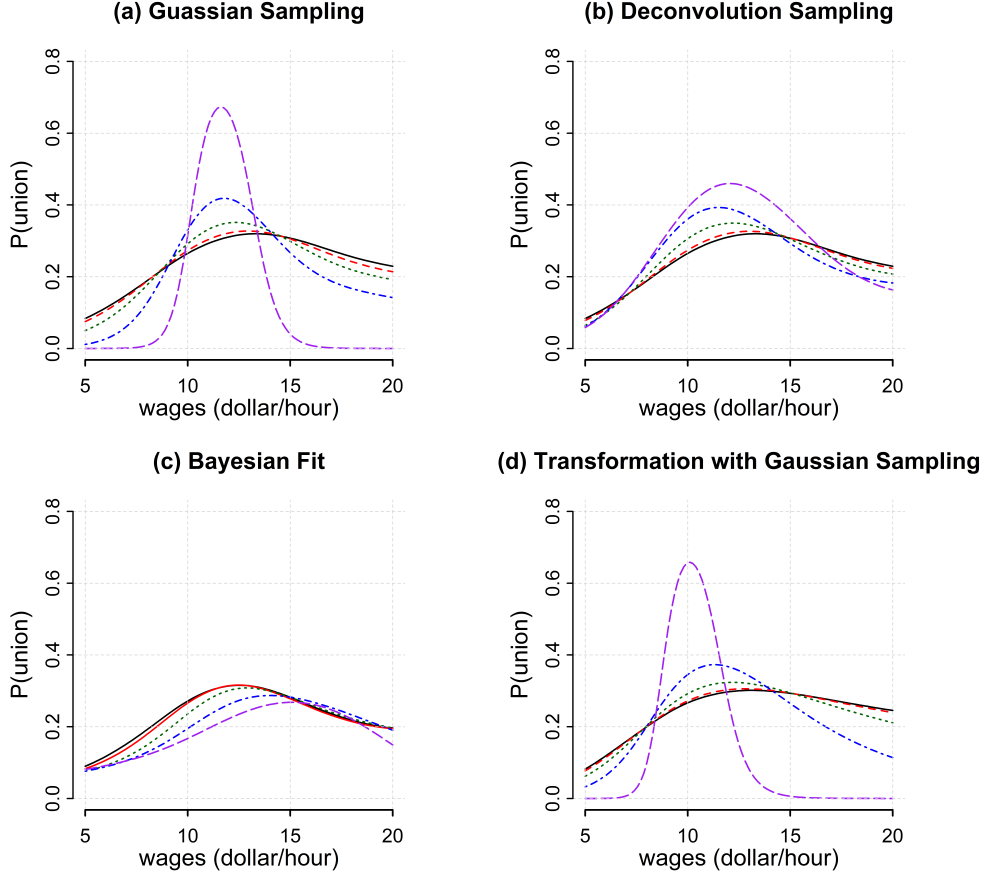 (a) Guassian Sampling
(b) Deconvolution Sampling
P(union)
0.0 0.2 0.4 0.6 0.8
5 10 15 20
wages (dollar/hour)
P(union)
0.0 0.2 0.4 0.6 0.8
5 10 15 20
wages (dollar/hour)
(c) Bayesian Fit
(d) Transformation with Gaussian Sampling
P(union)
0.0 0.2 0.4 0.6 0.8
5 10 15 20
wages (dollar/hour)
P(union)
0.0 0.2 0.4 0.6 0.8
5 10 15 20
wages (dollar/hour)